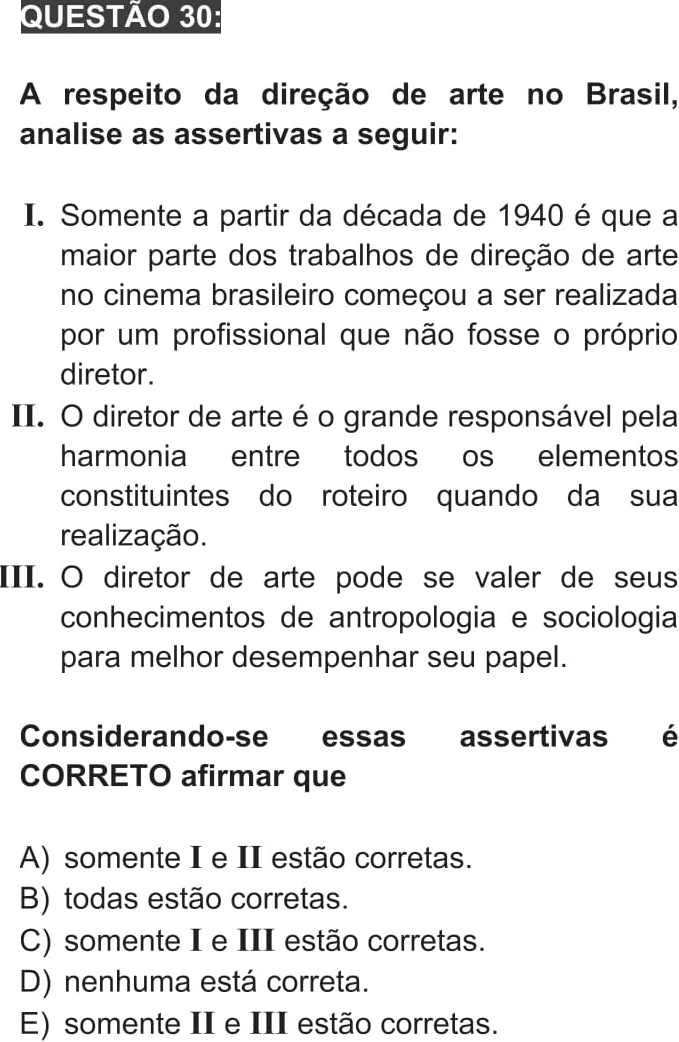 QUESTÃO 30:
A respeito da direção de arte no Brasil,
analise as assertivas a seguir:
I. Somente a partir da década de 1940 é que a
maior parte dos trabalhos de direção de arte
no cinema brasileiro começou a ser realizada
por um profissional que não fosse o próprio
diretor.
II. O diretor de arte é o grande responsável pela
harmonia entre todos os elementos
constituintes do roteiro quando da sua
realização.
III. O diretor de arte pode se valer de seus
conhecimentos de antropologia e sociologia
para melhor desempenhar seu papel.
Considerando-se essas assertivas é
CORRETO afirmar que
A) somente I e II estão corretas.
B) todas estão corretas.
C) somente I e III estão corretas.
D) nenhuma está correta.
E) somente II e III estão corretas.